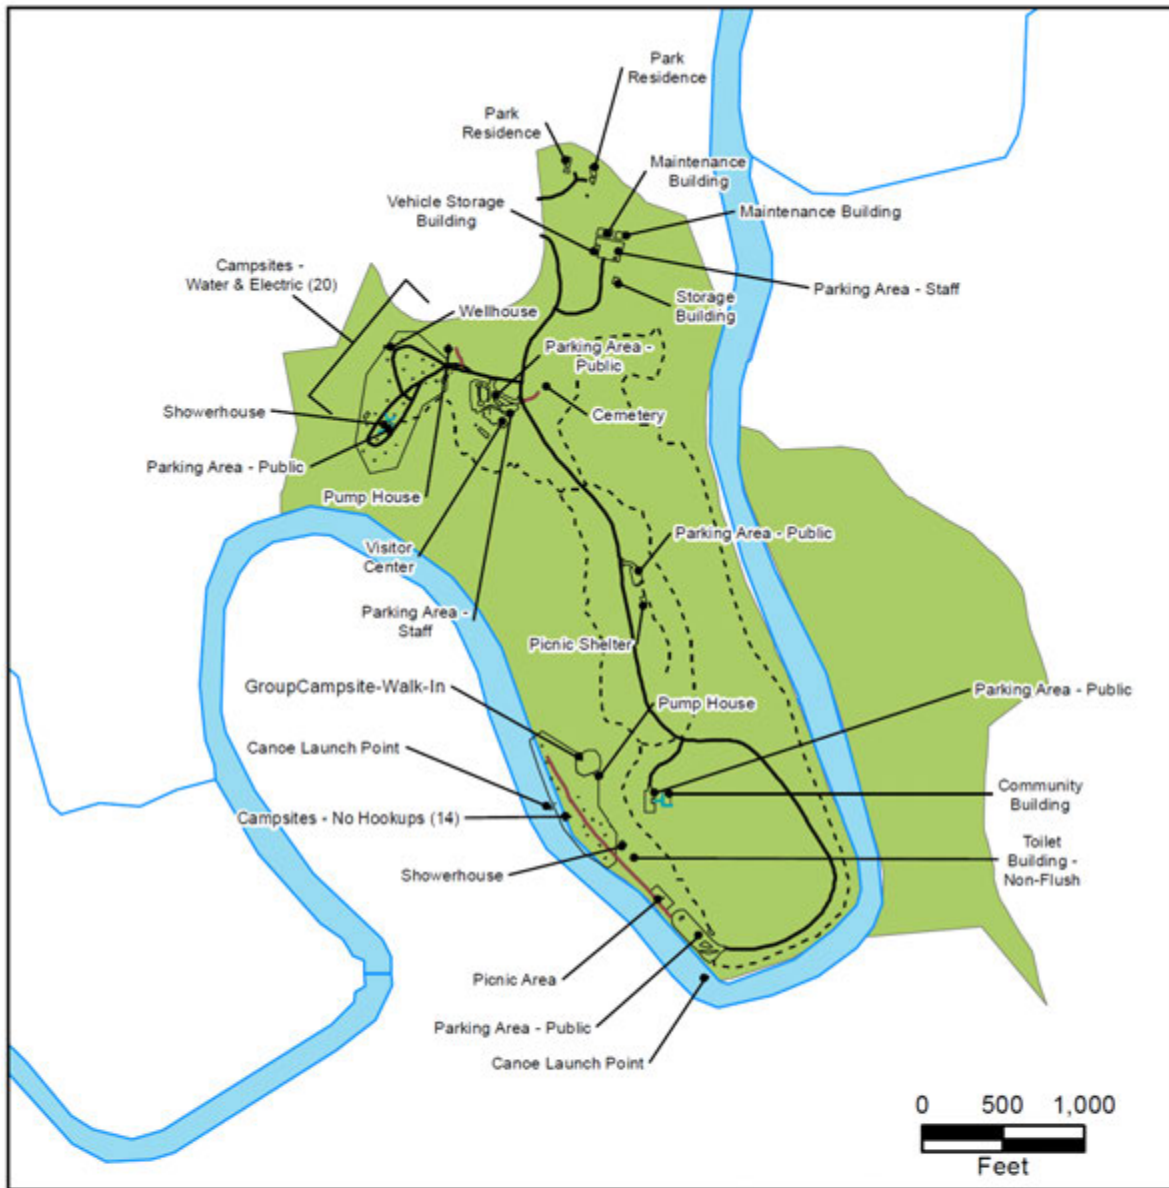 Park
Residence
Park
Residence
Maintenance
Building
Vehicle Storage
Building
Maintenance Building
Campsites -
Water & Electric (20)
Parking Area - Staff
Storage
Building
Wellhouse
Parking Area -
Public
Showerhouse
Cemetery
Parking Area - Public
Pump House
Parking Area - Public
Visitor
Center
Parking Area -
Staff
Picnic Shelter
GroupCampsite-Walk-In
Parking Area - Public
Pump House
Canoe Launch Point
Community
Building
Campsites - No Hookups (14)
Toilet
Building -
Non-Flush
Showerhouse
Picnic Area
Parking Area - Public
Canoe Launch Point
0 500 1,000
Feet